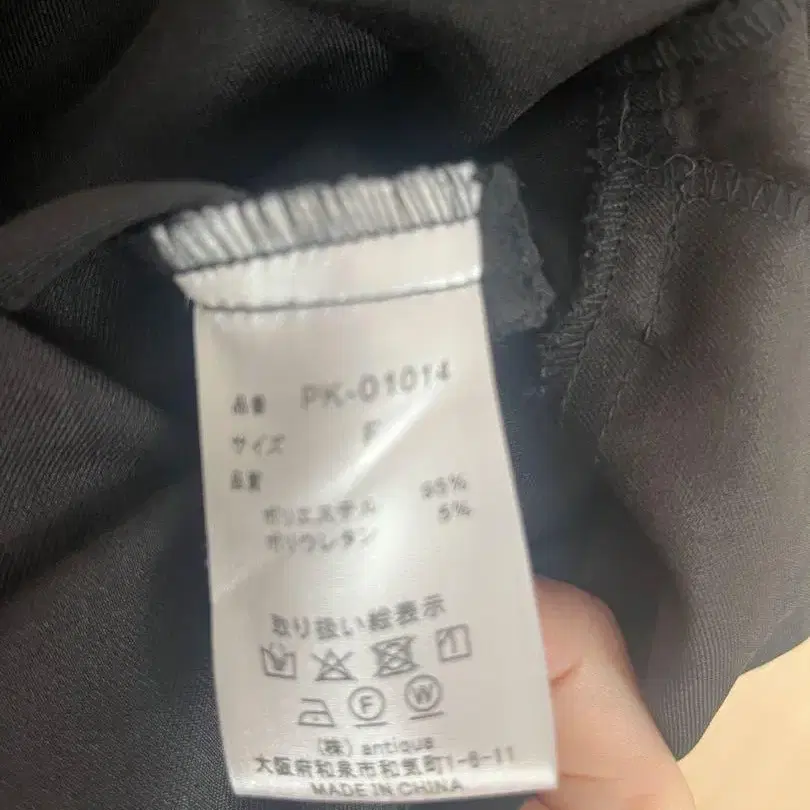 品番 PK-01014
サイズ F
品質
ポリエステル 95%
ポリウレタン 5%
取り扱い絵表示
F W
(株) antiqua
大阪府和泉市和気町1-8-11
MADE IN CHINA